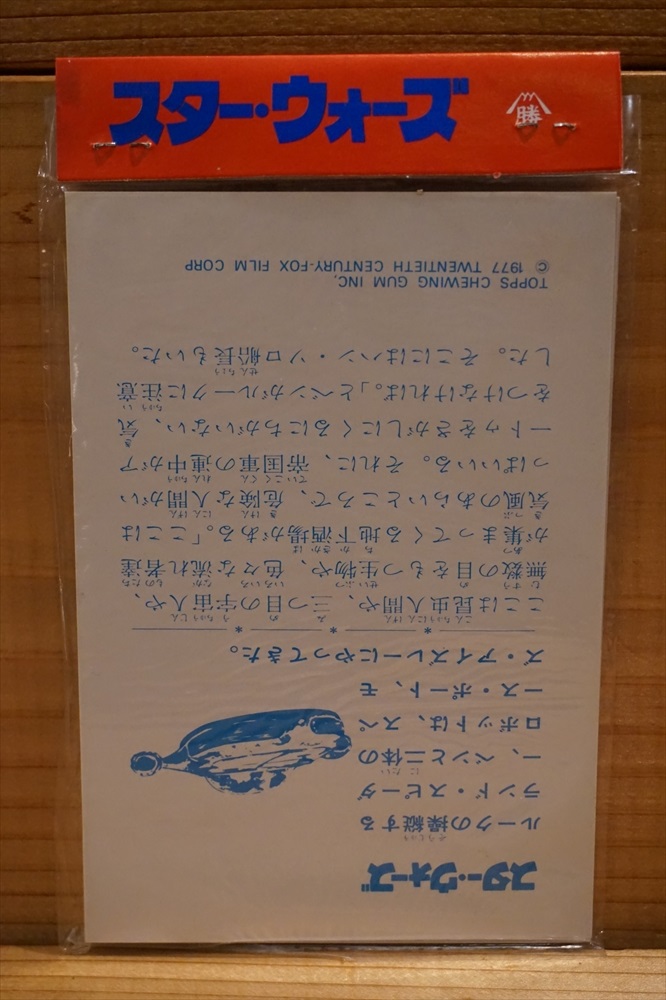 スター・ウォーズ
勝
スター・ウォーズ
ルークの操縦する
ランド・スピーダ
ー、ベンと二体の
ロボットは、スペ
ース・ポート、モ
ス・アイズレーにやってきた。
ここは昆虫人間や、三つ目の宇宙人や、
無数の目をもつ生物や、色々な流れ者達
が集まってくる地下酒場がある。「ここは
気風のあらいところで、危険な人間がい
っぱいいる。それに、帝国軍の連中がア
ートゥをさがしにくるにちがいない、気
をつけなければ。」とベンがルークに注意
した。そこにはハン・ソロ船長もいた。
TOPPS CHEWING GUM INC,
© 1977 TWENTIETH CENTURY-FOX FILM CORP